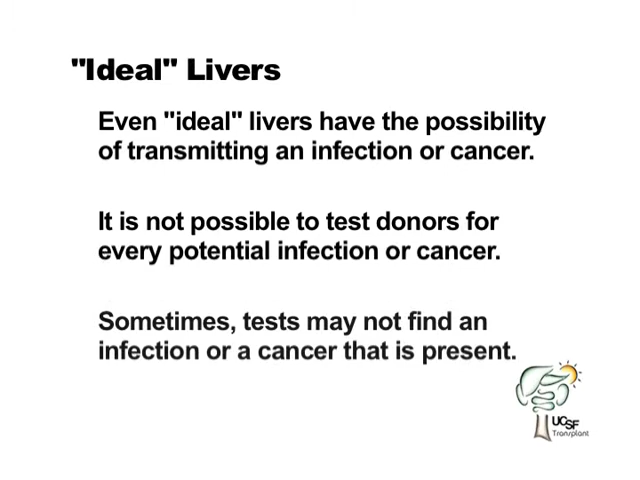 "Ideal" Livers
Even "ideal" livers have the possibility
of transmitting an infection or cancer.
It is not possible to test donors for
every potential infection or cancer.
Sometimes, tests may not find an
infection or a cancer that is present.
UCSF
Transplant